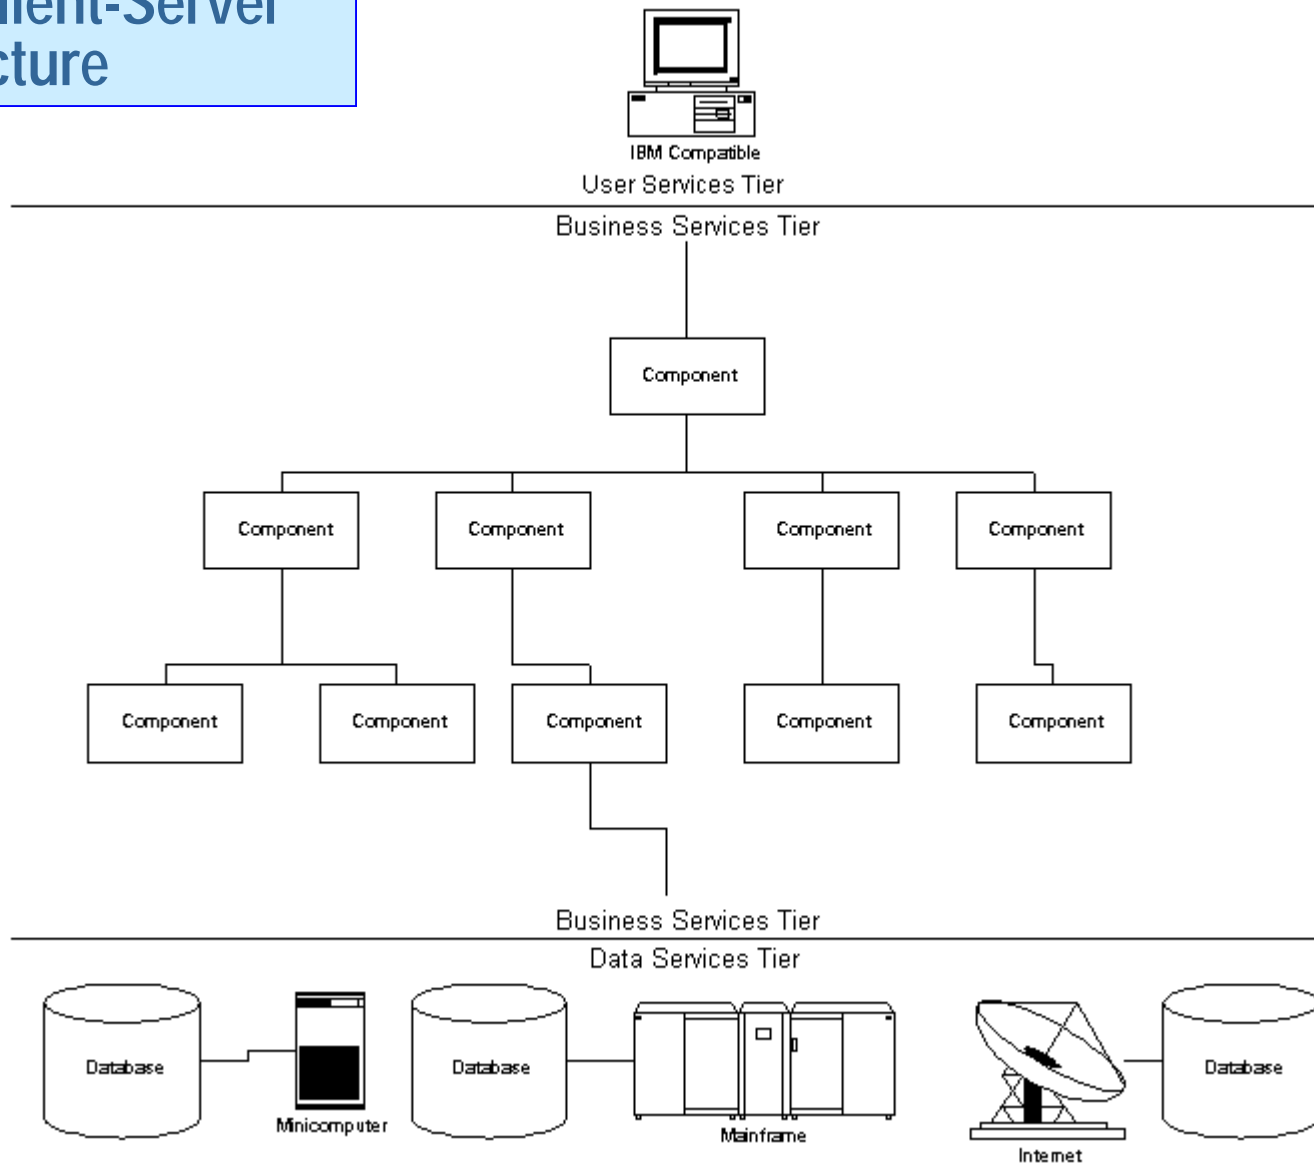 Client-Server
cture
IBM Compatible
User Services Tier
Business Services Tier
Component
Component
Component
Component
Component
Component
Component
Component
Component
Component
Business Services Tier
Data Services Tier
Database
Minicomputer
Database
Mainframe
Internet
Database